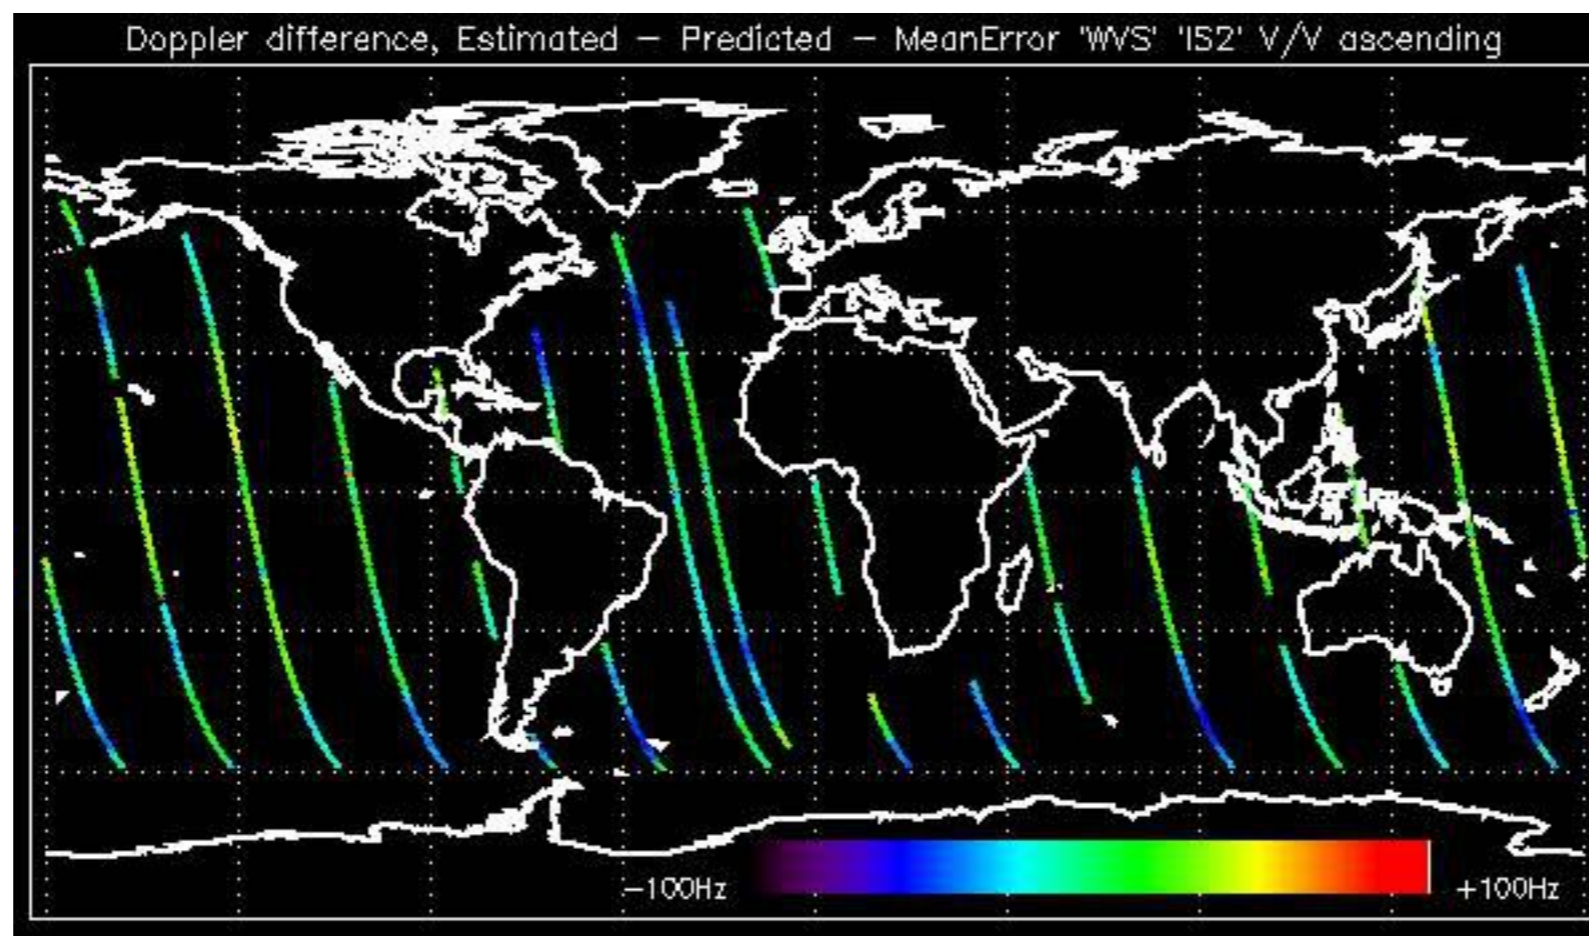 Doppler difference, Estimated – Predicted – MeanError 'WVS' 'IS2' V/V ascending
–100Hz +100Hz